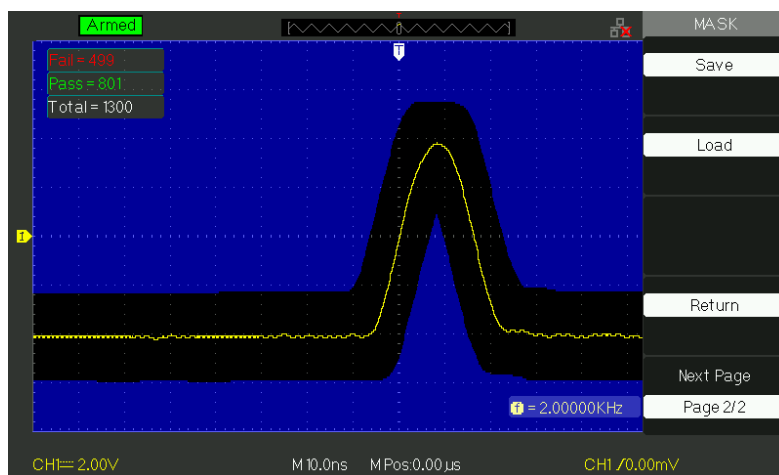 Armed
MASK
Fail = 499
Pass = 801
Total = 1300
T
Save
Load
Return
Next Page
Page 2/2
1
f = 2.00000KHz
CH1 2.00V
M 10.0ns
M Pos:0.00 µs
CH1 / 0.00mV